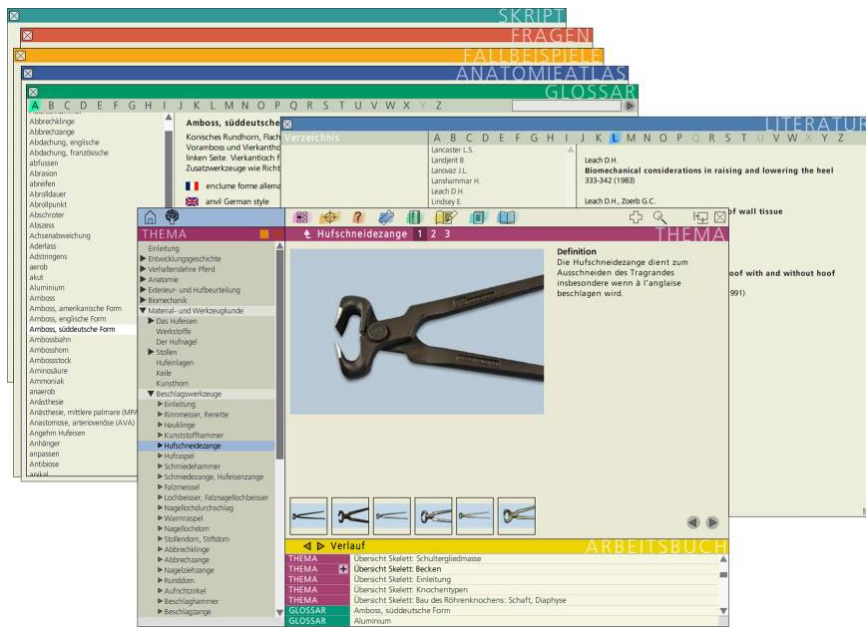 SKRIPT
FRAGEN
FALLBEISPIELE
ANATOMIEATLAS
GLOSSAR
A B C D E F G H I J K L M N O P Q R S T U V W X Y Z
Abbrechklinge
Abbrechzange
Abdachung, englische
Abdachung, französische
abfussen
Abrasion
abreifen
Abrolldauer
Abrollpunkt
Abschroter
Abszess
Achsenabweichung
Aderlass
Adstringens
aerob
akut
Aluminium
Amboss
Amboss, amerikanische Form
Amboss, englische Form
Amboss, süddeutsche Form
Ambossbahn
Ambosshorn
Ambossstock
Aminosäure
Ammoniak
anaerob
Anästhesie
Anästhesie, mittlere palmare (MPA
Anastomose, arteriovenöse (AVA)
Angehm Hufeisen
Anhänger
anpassen
Antibiose
apikal
Amboss, süddeutsche
Konisches Rundhorn, Flach
Voramboss und Vierkantho
linken Seite. Vierkantloch f
Zusatzwerkzeuge wie Richt
enclume forme allema
anvil German style
LITERATUR
Verzeichnis
A B C D E F G H I J K L M N O P Q R S T U V W X Y Z
Lancaster L.S.
Landjerit B.
Lanovaz J.L.
Lanshammar H.
Leach D.H.
Lindsey E.
Leach D.H.
Biomechanical considerations in raising and lowering the heel
333-342 (1983)
Leach D.H., Zoerb G.C.
of wall tissue
oof with and without hoof
991)
THEMA
Einleitung
Entwicklungsgeschichte
Verhaltenslehre Pferd
Anatomie
Exterieur- und Hufbeurteilung
Biomechanik
Material- und Werkzeugkunde
Das Hufeisen
Werkstoffe
Der Hufnagel
Stollen
Hufeinlagen
Keile
Kunsthorn
Beschlagswerkzeuge
Einleitung
Rinnmesser, Renette
Hauklinge
Kunststoffhammer
Hufschneidezange
Hufraspel
Schmiedehammer
Schmiedezange, Hufeisenzange
Falzmeissel
Lochbeisser, Falznagellochbeisser
Nagellochdurchschlag
Warmraspel
Nagellochdorn
Stollendorn, Stiftdorn
Abbrechklinge
Abbrechzange
Nagelziehzange
Runddorn
Aufrichtzirkel
Beschlaghammer
Beschlagzange
Hufschneidezange 1 2 3
THEMA
Definition
Die Hufschneidezange dient zum
Ausschneiden des Tragrandes
insbesondere wenn à l'anglaise
beschlagen wird.
Verlauf
ARBEITSBUCH
THEMA Übersicht Skelett: Schultergliedmasse
THEMA Übersicht Skelett: Becken
THEMA Übersicht Skelett: Einleitung
THEMA Übersicht Skelett: Knochentypen
THEMA Übersicht Skelett: Bau des Röhrenknochens: Schaft, Diaphyse
GLOSSAR Amboss, süddeutsche Form
GLOSSAR Aluminium